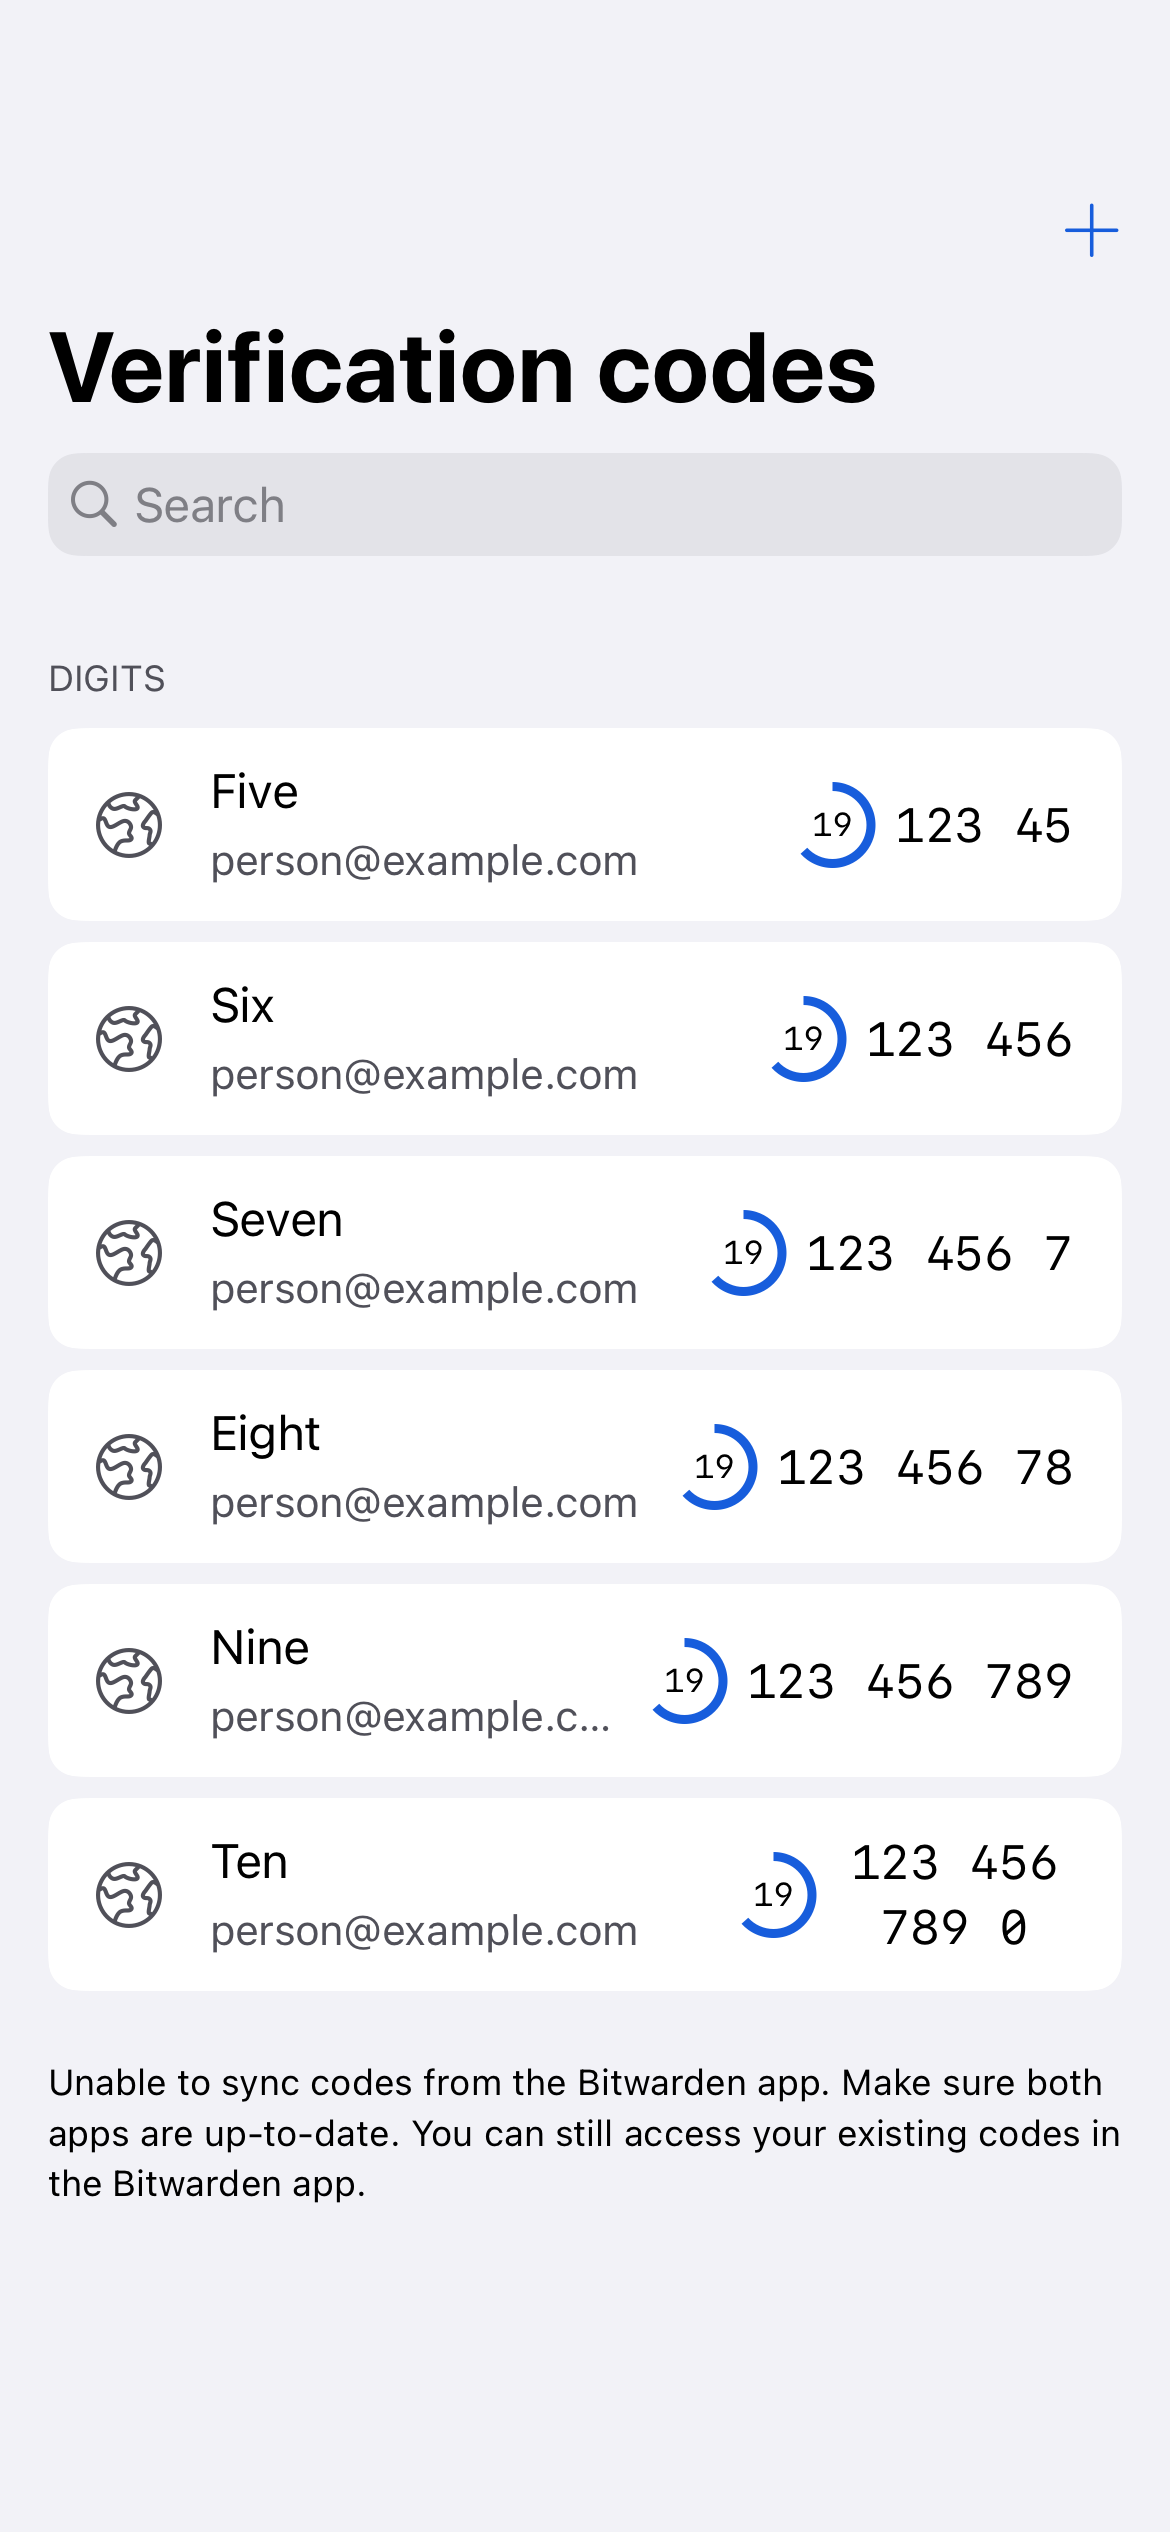 Verification codes
Search
DIGITS
Five
person@example.com
19
123 45
Six
person@example.com
19
123 456
Seven
person@example.com
19
123 456 7
Eight
person@example.com
19
123 456 78
Nine
person@example.c...
19
123 456 789
Ten
person@example.com
19
123 456
789 0
Unable to sync codes from the Bitwarden app. Make sure both
apps are up-to-date. You can still access your existing codes in
the Bitwarden app.